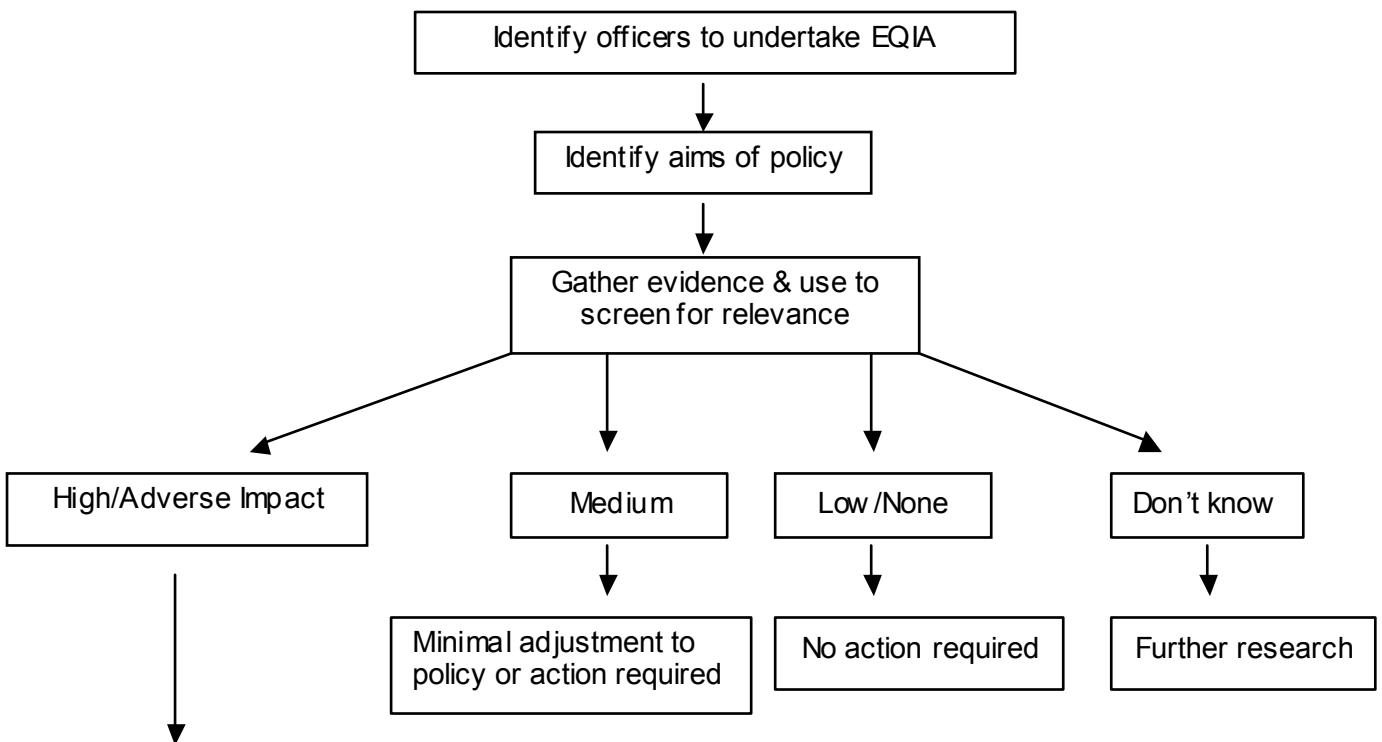 Identify officers to undertake EQIA
Identify aims of policy
Gather evidence & use to
screen for relevance
High/Adverse Impact
Medium
Low/None
Don’t know
Minimal adjustment to
policy or action required
No action required
Further research